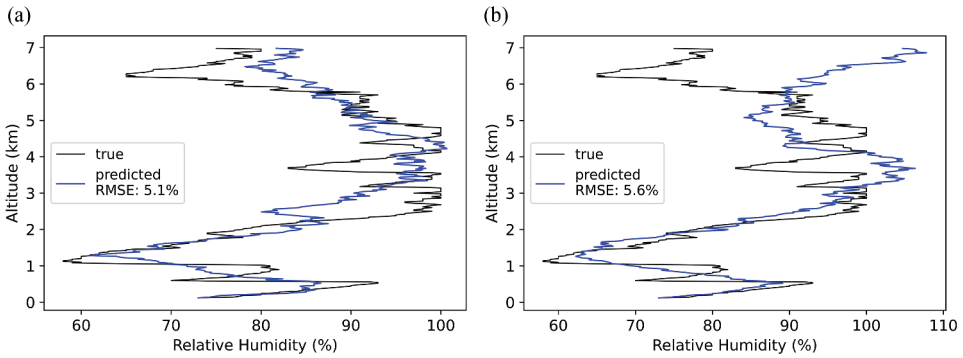 (a)
7
6
5
4
3
2
1
0
Altitude (km)
true
predicted
RMSE: 5.1%
60 70 80 90 100
Relative Humidity (%)
(b)
7
6
5
4
3
2
1
0
Altitude (km)
true
predicted
RMSE: 5.6%
60 70 80 90 100 110
Relative Humidity (%)